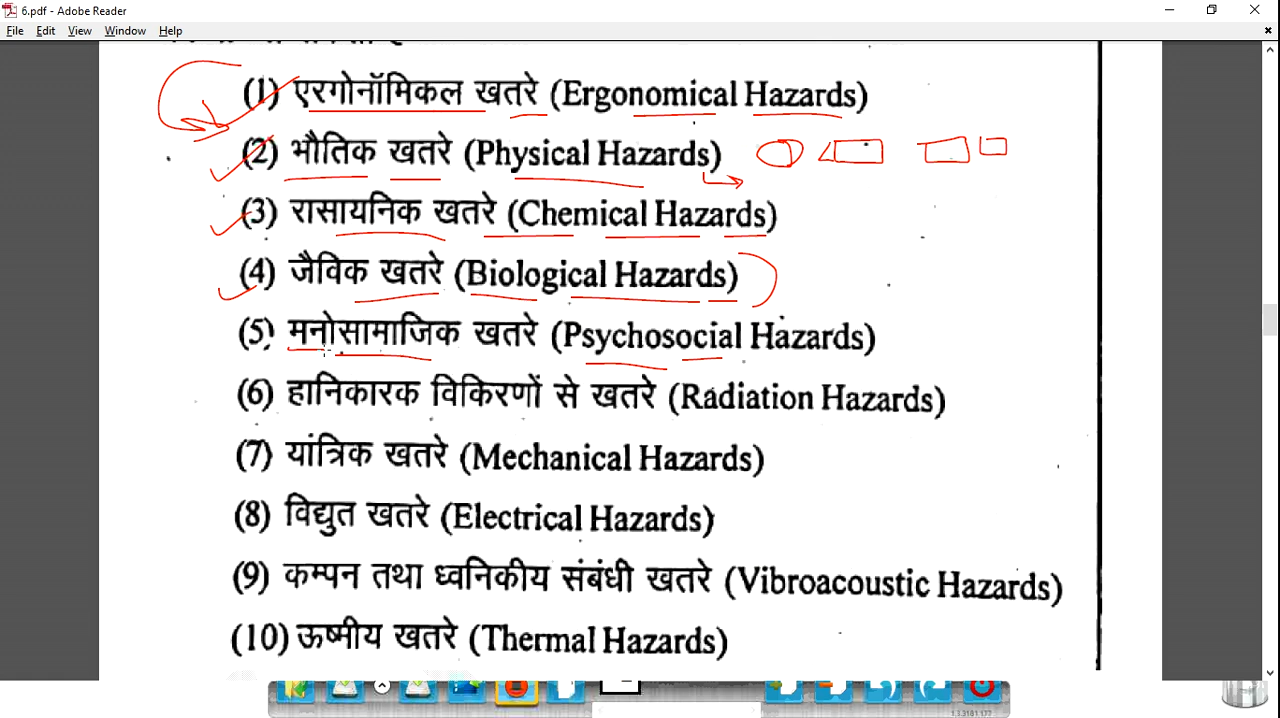 6.pdf - Adobe Reader
File Edit View Window Help
(1) एरगोनॉमिकल खतरे (Ergonomical Hazards)
(2) भौतिक खतरे (Physical Hazards)
(3) रासायनिक खतरे (Chemical Hazards)
(4) जैविक खतरे (Biological Hazards)
(5) मनोसामाजिक खतरे (Psychosocial Hazards)
(6) हानिकारक विकिरणों से खतरे (Radiation Hazards)
(7) यांत्रिक खतरे (Mechanical Hazards)
(8) विद्युत खतरे (Electrical Hazards)
(9) कम्पन तथा ध्वनिकीय संबंधी खतरे (Vibroacoustic Hazards)
(10) ऊष्मीय खतरे (Thermal Hazards)